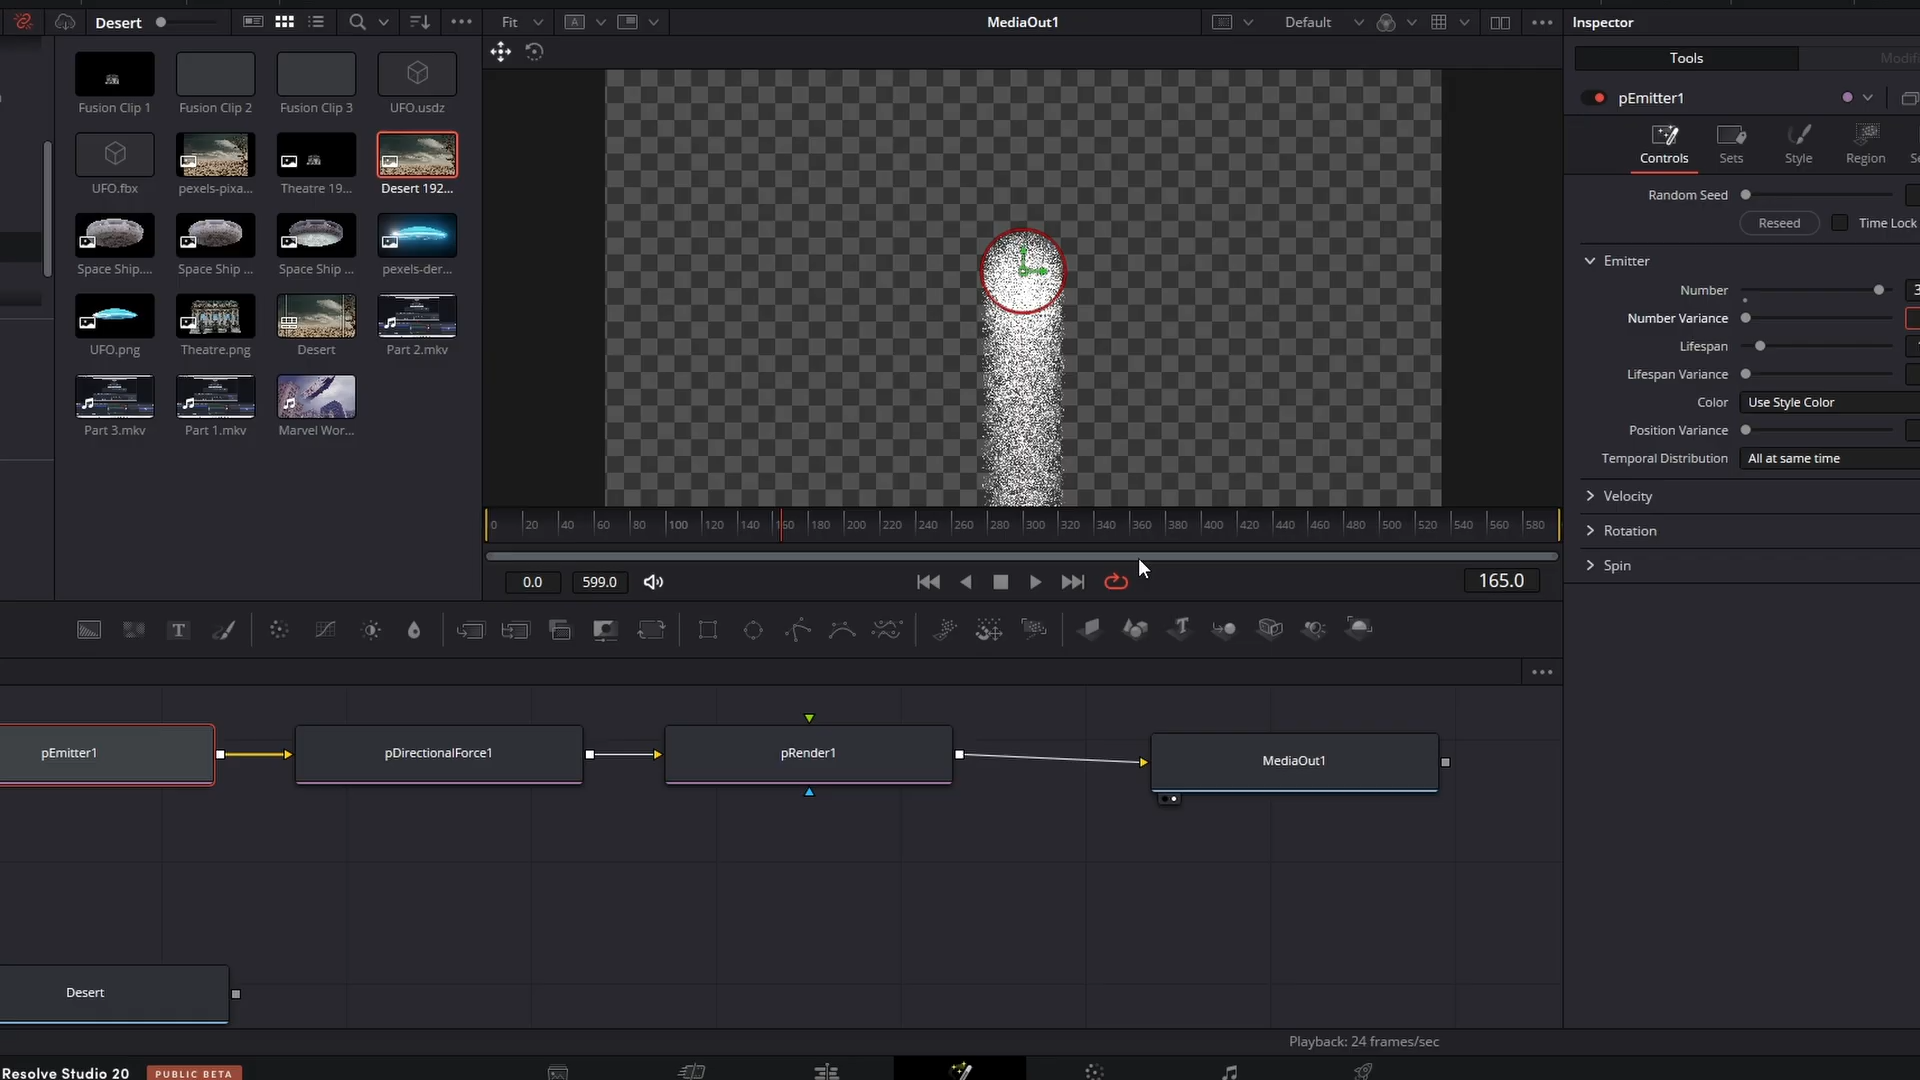 Desert
Fit
A
MediaOut1
Default
Inspector
Fusion Clip 1
Fusion Clip 2
Fusion Clip 3
UFO.usdz
UFO.fbx
pexels-pixa...
Theatre 19...
Desert 192...
Space Ship....
Space Ship ...
Space Ship ...
pexels-der...
UFO.png
Theatre.png
Desert
Part 2.mkv
Part 3.mkv
Part 1.mkv
Marvel Wor...
0 20 40 60 80 100 120 140 160 180 200 220 240 260 280 300 320 340 360 380 400 420 440 460 480 500 520 540 560 580
0.0
599.0
165.0
Tools
Modifi
pEmitter1
Controls
Sets
Style
Region
Se
Random Seed
Reseed
Time Lock
Emitter
Number
3
Number Variance
Lifespan
Lifespan Variance
Color
Use Style Color
Position Variance
Temporal Distribution
All at same time
Velocity
Rotation
Spin
T
pEmitter1
pDirectionalForce1
pRender1
MediaOut1
Desert
Playback: 24 frames/sec
Resolve Studio 20
PUBLIC BETA